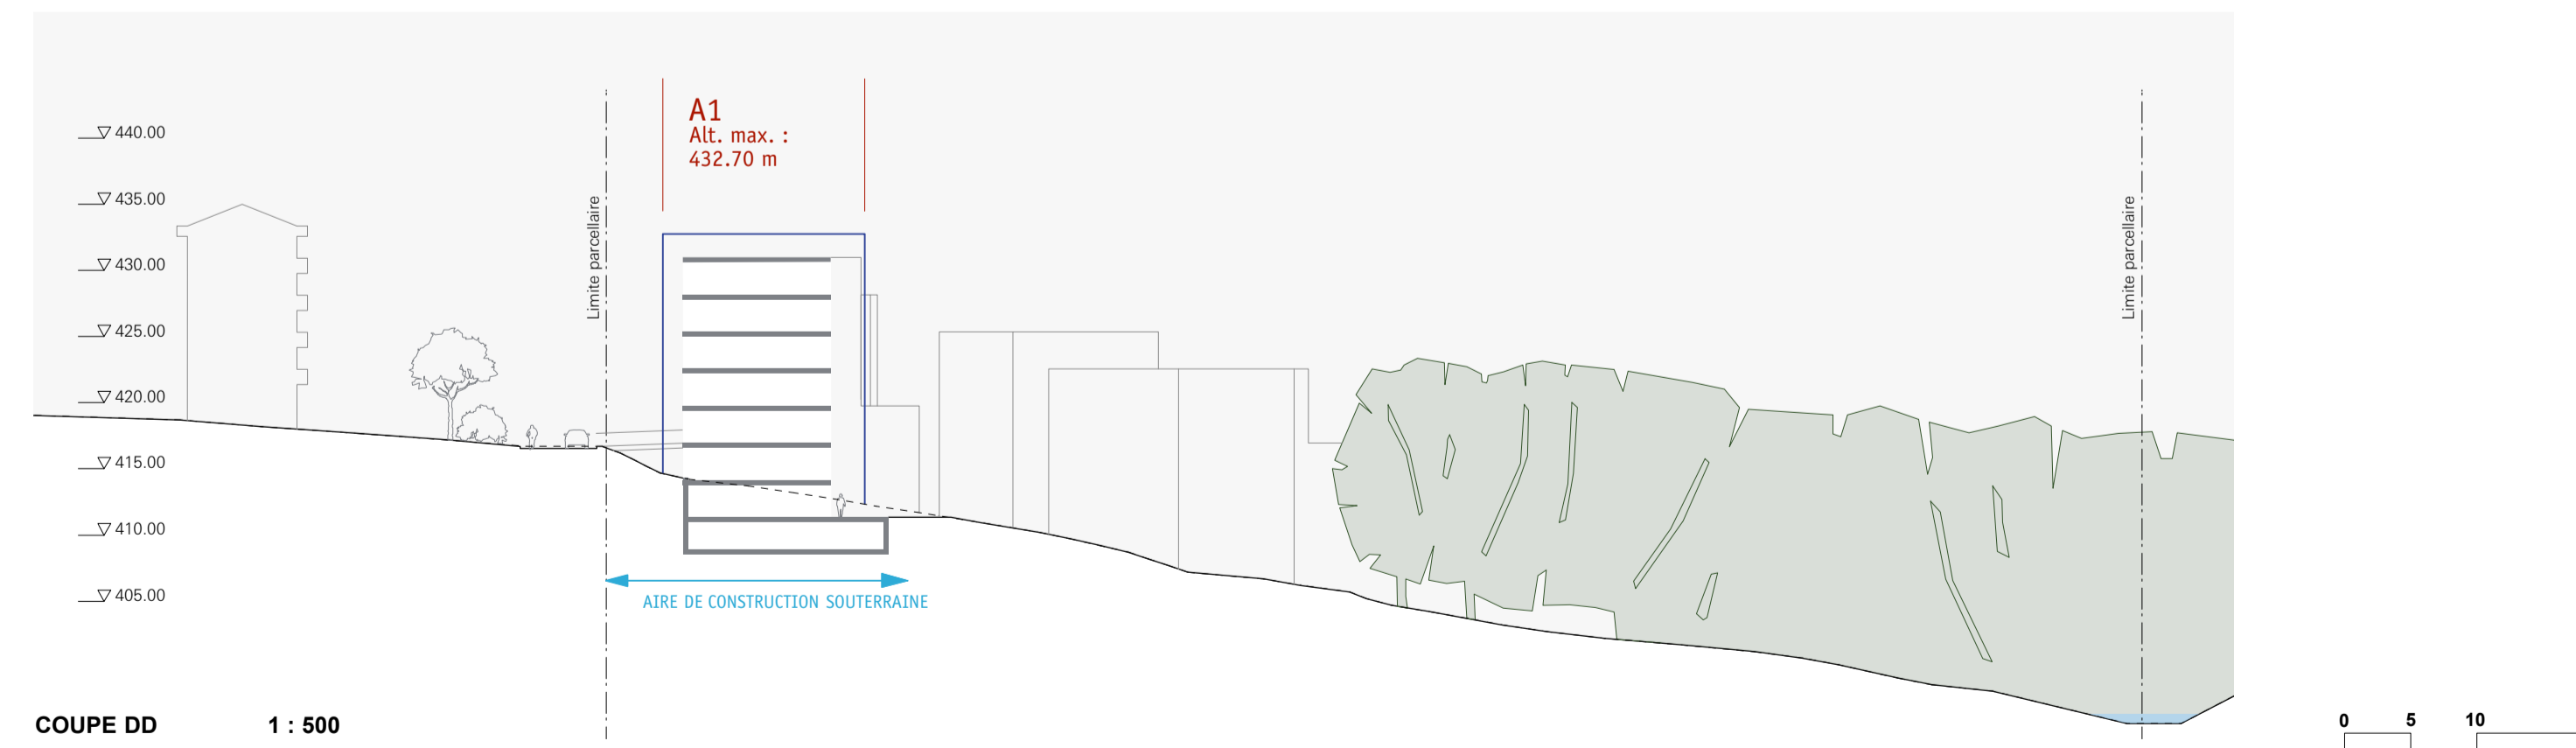 A1
Alt. max. :
432.70 m
440.00
435.00
430.00
425.00
420.00
415.00
410.00
405.00
Limite parcellaire
Limite parcellaire
AIRE DE CONSTRUCTION SOUTERRAINE
COUPE DD 1 : 500
0 5 10